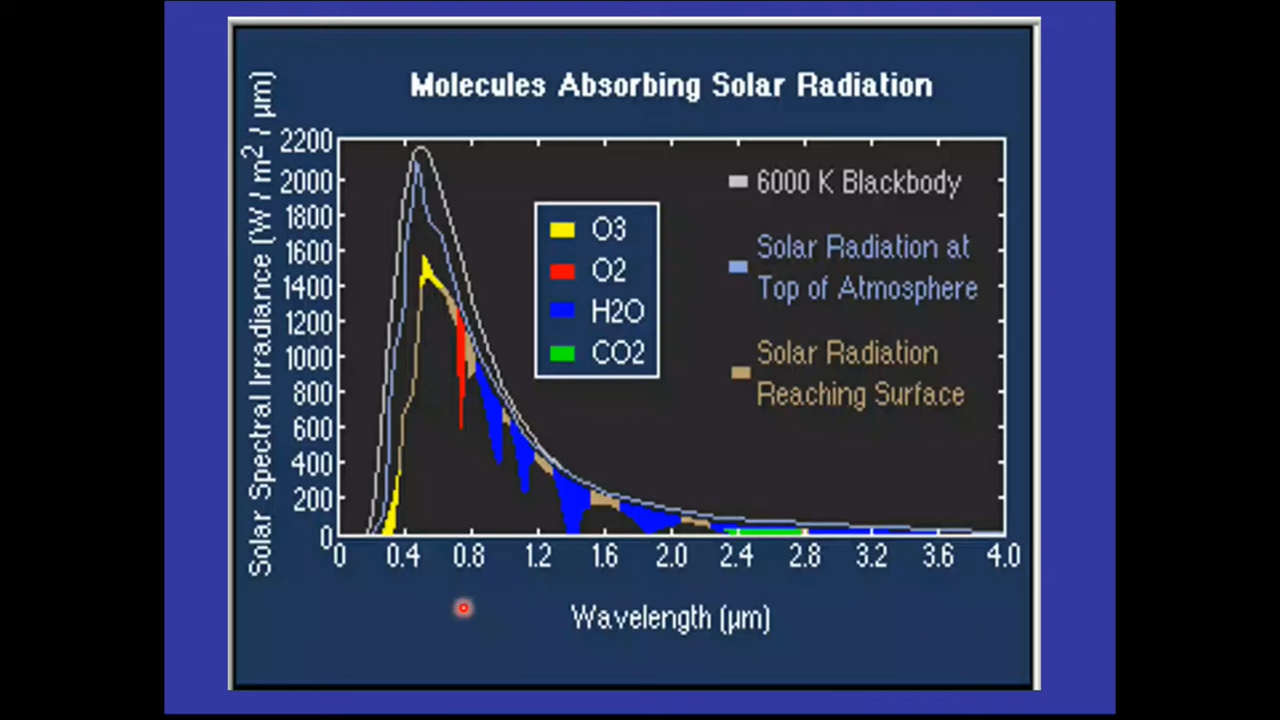 Molecules Absorbing Solar Radiation
Solar Spectral Irradiance (W / m2 / µm)
2200
2000
1800
1600
1400
1200
1000
800
600
400
200
0
6000 K Blackbody
Solar Radiation at
Top of Atmosphere
Solar Radiation
Reaching Surface
O3
O2
H2O
CO2
0 0.4 0.8 1.2 1.6 2.0 2.4 2.8 3.2 3.6 4.0
Wavelength (µm)